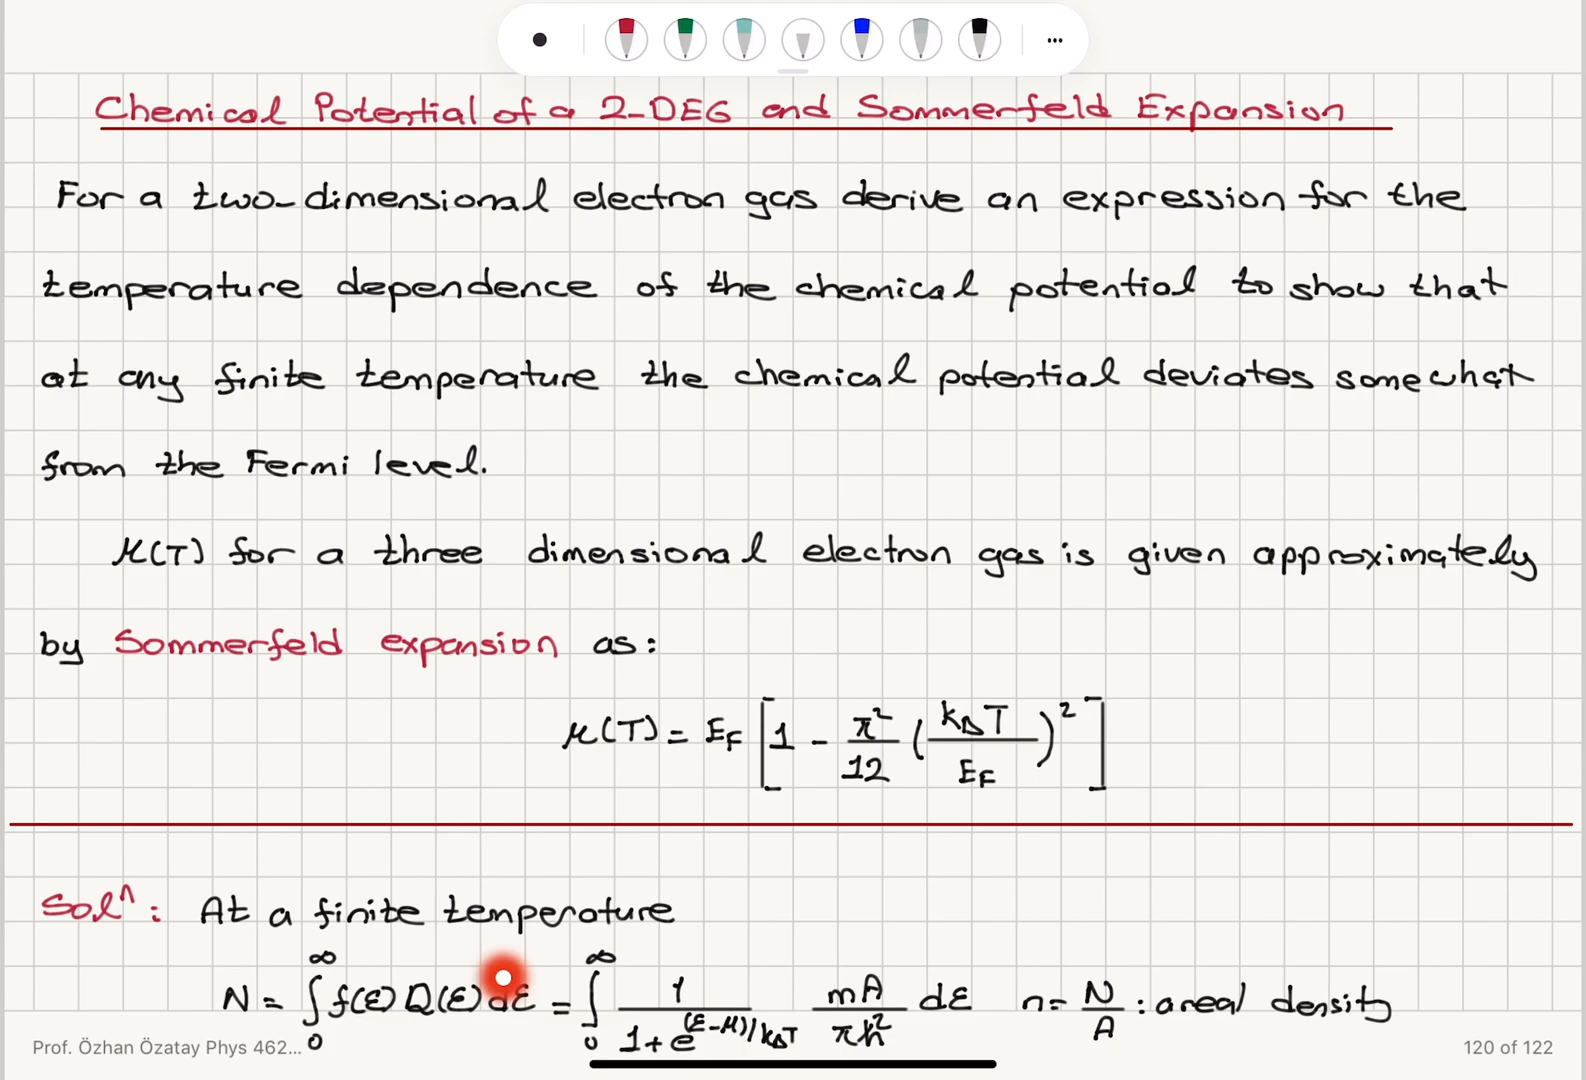 Chemical Potential of a 2-DEG and Sommerfeld Expansion
For a two-dimensional electron gas derive an expression for the
temperature dependence of the chemical potential to show that
at any finite temperature the chemical potential deviates somewhat
from the Fermi level.
μ(T) for a three dimensional electron gas is given approximately
by Sommerfeld expansion as:
μ(T) = E_F [1 - π²/12 (k_BT/E_F)²]
Solⁿ: At a finite temperature
N = ∫₀^∞ f(ε) D(ε) dε = ∫₀^∞ 1/(1+e^((ε-μ)/k_BT)) mA/(πħ²) dε n = N/A : areal density
Prof. Özhan Özatay Phys 462...
120 of 122